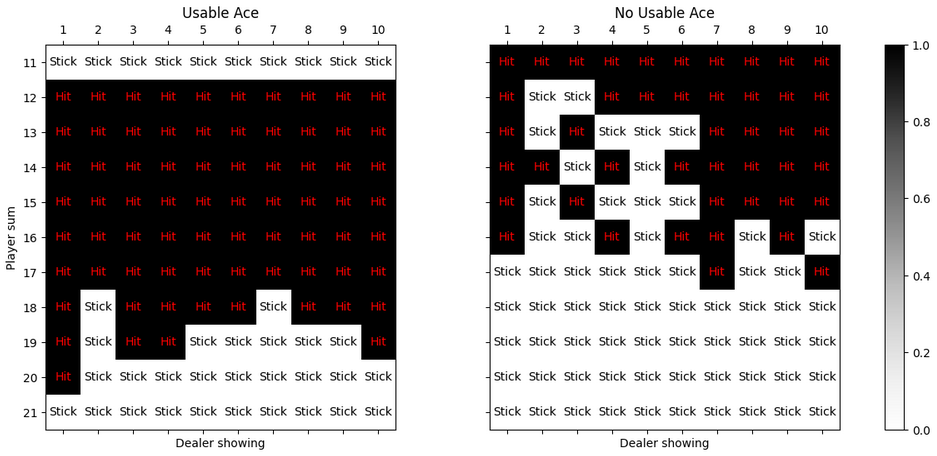 Usable Ace
1 2 3 4 5 6 7 8 9 10
11 Stick Stick Stick Stick Stick Stick Stick Stick Stick Stick
12 Hit Hit Hit Hit Hit Hit Hit Hit Hit Hit
13 Hit Hit Hit Hit Hit Hit Hit Hit Hit Hit
14 Hit Hit Hit Hit Hit Hit Hit Hit Hit Hit
15 Hit Hit Hit Hit Hit Hit Hit Hit Hit Hit
16 Hit Hit Hit Hit Hit Hit Hit Hit Hit Hit
17 Hit Hit Hit Hit Hit Hit Hit Hit Hit Hit
18 Hit Stick Hit Hit Hit Hit Stick Hit Hit Hit
19 Hit Stick Hit Hit Stick Stick Stick Stick Stick Hit
20 Hit Stick Stick Stick Stick Stick Stick Stick Stick Stick
21 Stick Stick Stick Stick Stick Stick Stick Stick Stick Stick
Player sum
Dealer showing
No Usable Ace
1 2 3 4 5 6 7 8 9 10
Hit Hit Hit Hit Hit Hit Hit Hit Hit Hit
Hit Stick Stick Hit Hit Hit Hit Hit Hit Hit
Hit Stick Hit Stick Stick Stick Hit Hit Hit Hit
Hit Hit Stick Hit Stick Hit Hit Hit Hit Hit
Hit Stick Hit Stick Stick Stick Hit Hit Hit Hit
Hit Stick Stick Hit Stick Hit Hit Stick Hit Stick
Stick Stick Stick Stick Stick Stick Hit Stick Stick Hit
Stick Stick Stick Stick Stick Stick Stick Stick Stick Stick
Stick Stick Stick Stick Stick Stick Stick Stick Stick Stick
Stick Stick Stick Stick Stick Stick Stick Stick Stick Stick
Stick Stick Stick Stick Stick Stick Stick Stick Stick Stick
Dealer showing
1.0
0.8
0.6
0.4
0.2
0.0